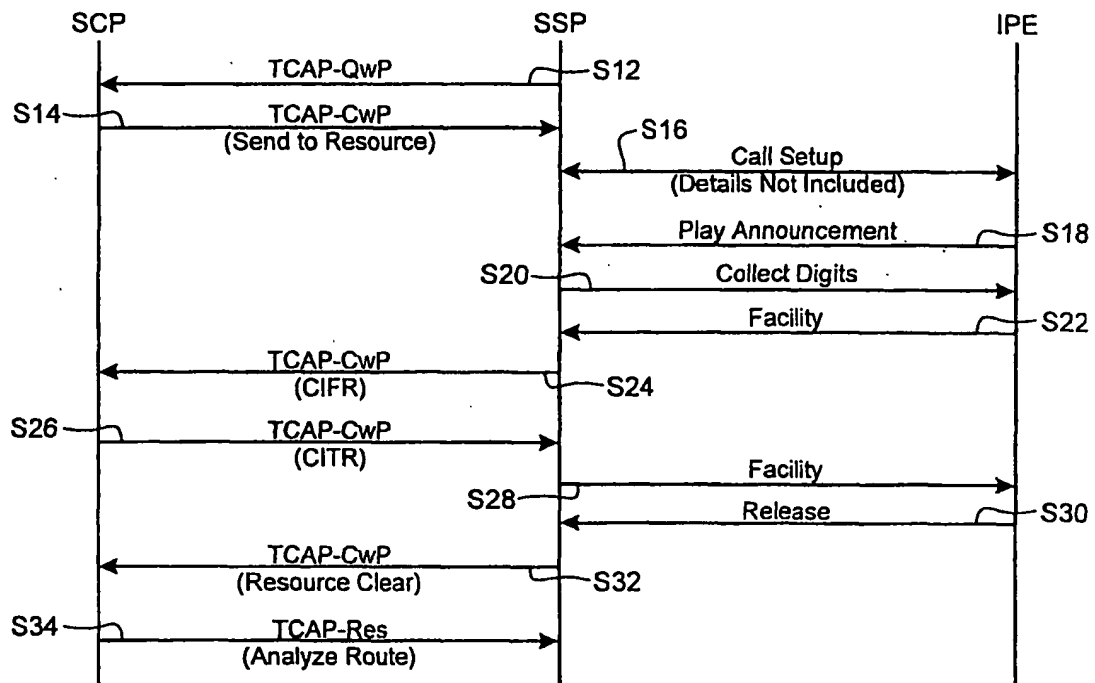 SCP SSP IPE
TCAP-QwP S12
S14 TCAP-CwP
(Send to Resource)
S16
Call Setup
(Details Not Included)
Play Announcement S18
S20 Collect Digits
Facility S22
TCAP-CwP
(CIFR) S24
S26 TCAP-CwP
(CITR)
Facility
S28
Release S30
TCAP-CwP
(Resource Clear) S32
S34 TCAP-Res
(Analyze Route)